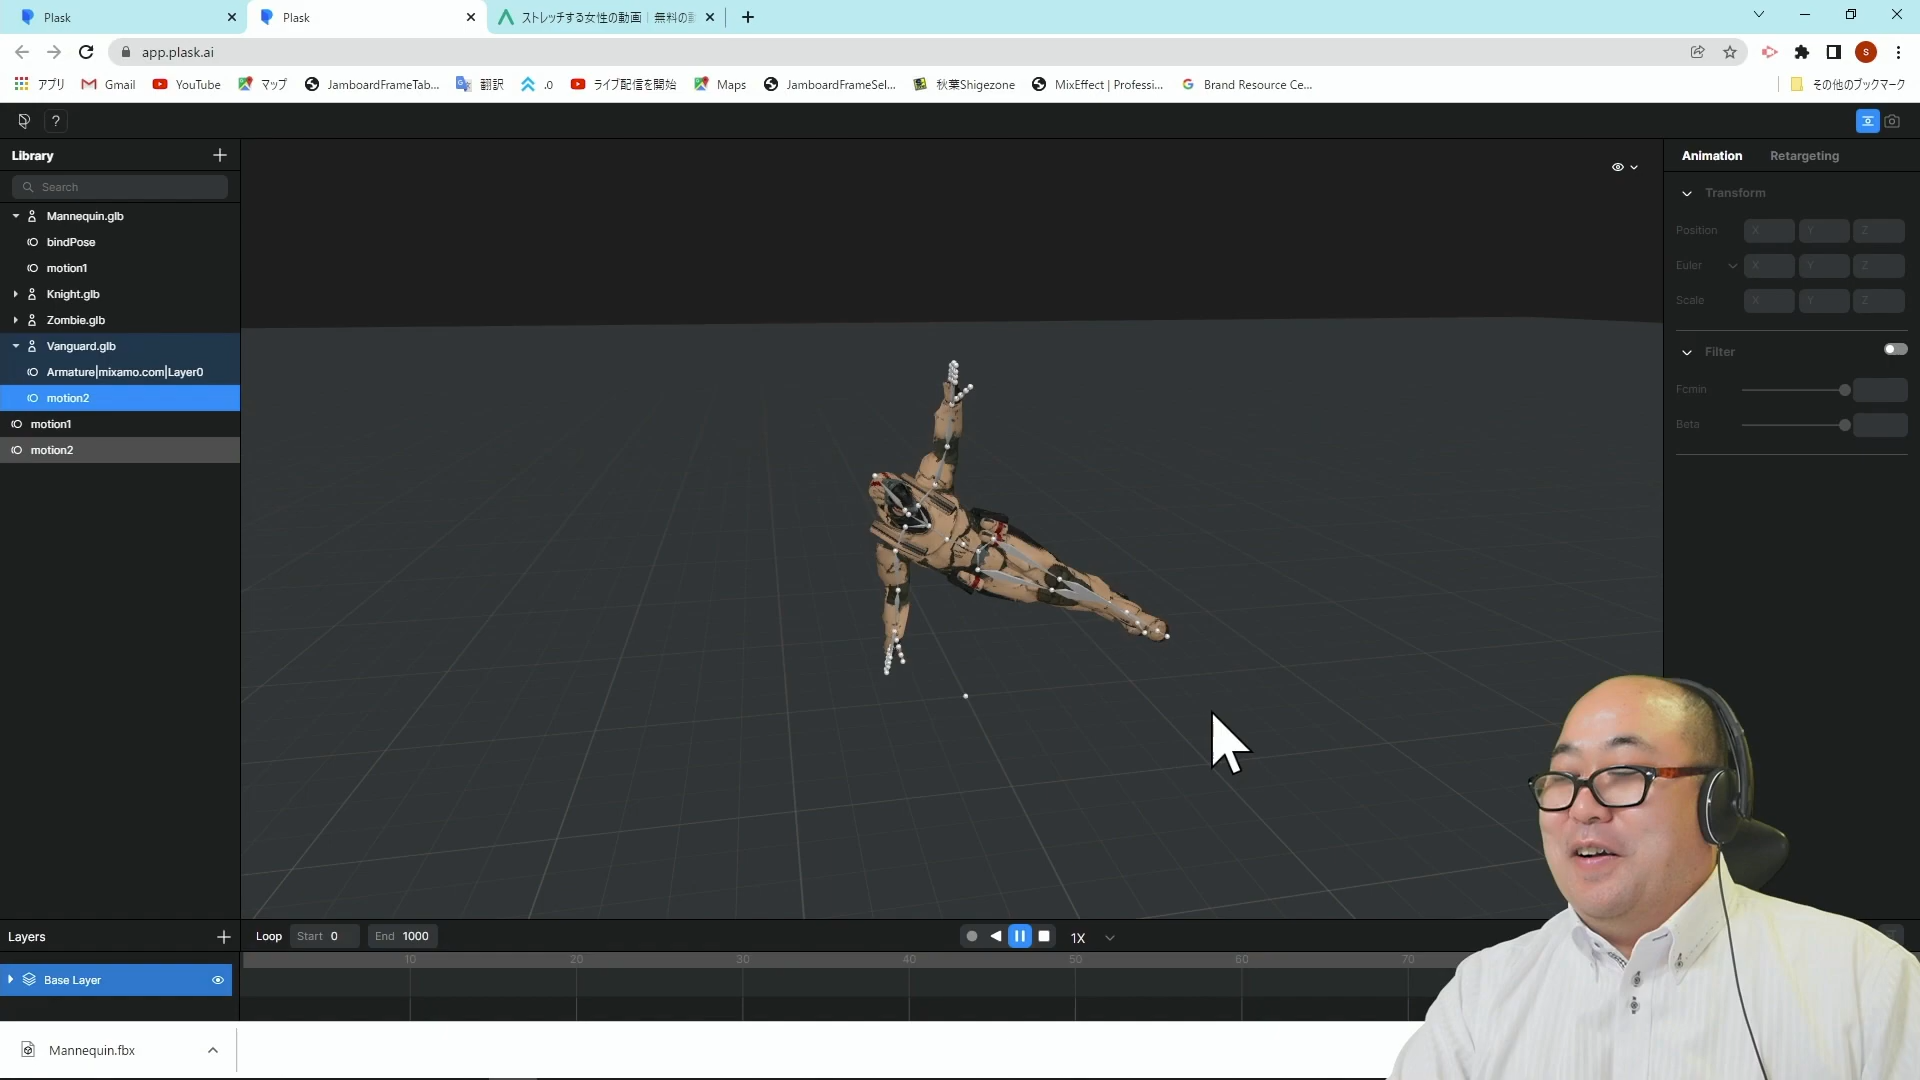 Plask
Plask
ストレッチする女性の動画｜無料の
app.plask.ai
アプリ
Gmail
YouTube
マップ
JamboardFrameTab...
翻訳
.0
ライブ配信を開始
Maps
JamboardFrameSel...
秋葉Shigezone
MixEffect | Professi...
Brand Resource Ce...
その他のブックマーク
?
Library
Search
Mannequin.glb
bindPose
motion1
Knight.glb
Zombie.glb
Vanguard.glb
Armature|mixamo.com|Layer0
motion2
motion1
motion2
Animation
Retargeting
Transform
Position X Y Z
Euler X Y Z
Scale X Y Z
Filter
Fcmin
Beta
Layers
Loop Start 0 End 1000
1X
10 20 30 40 50 60 70
Base Layer
Mannequin.fbx